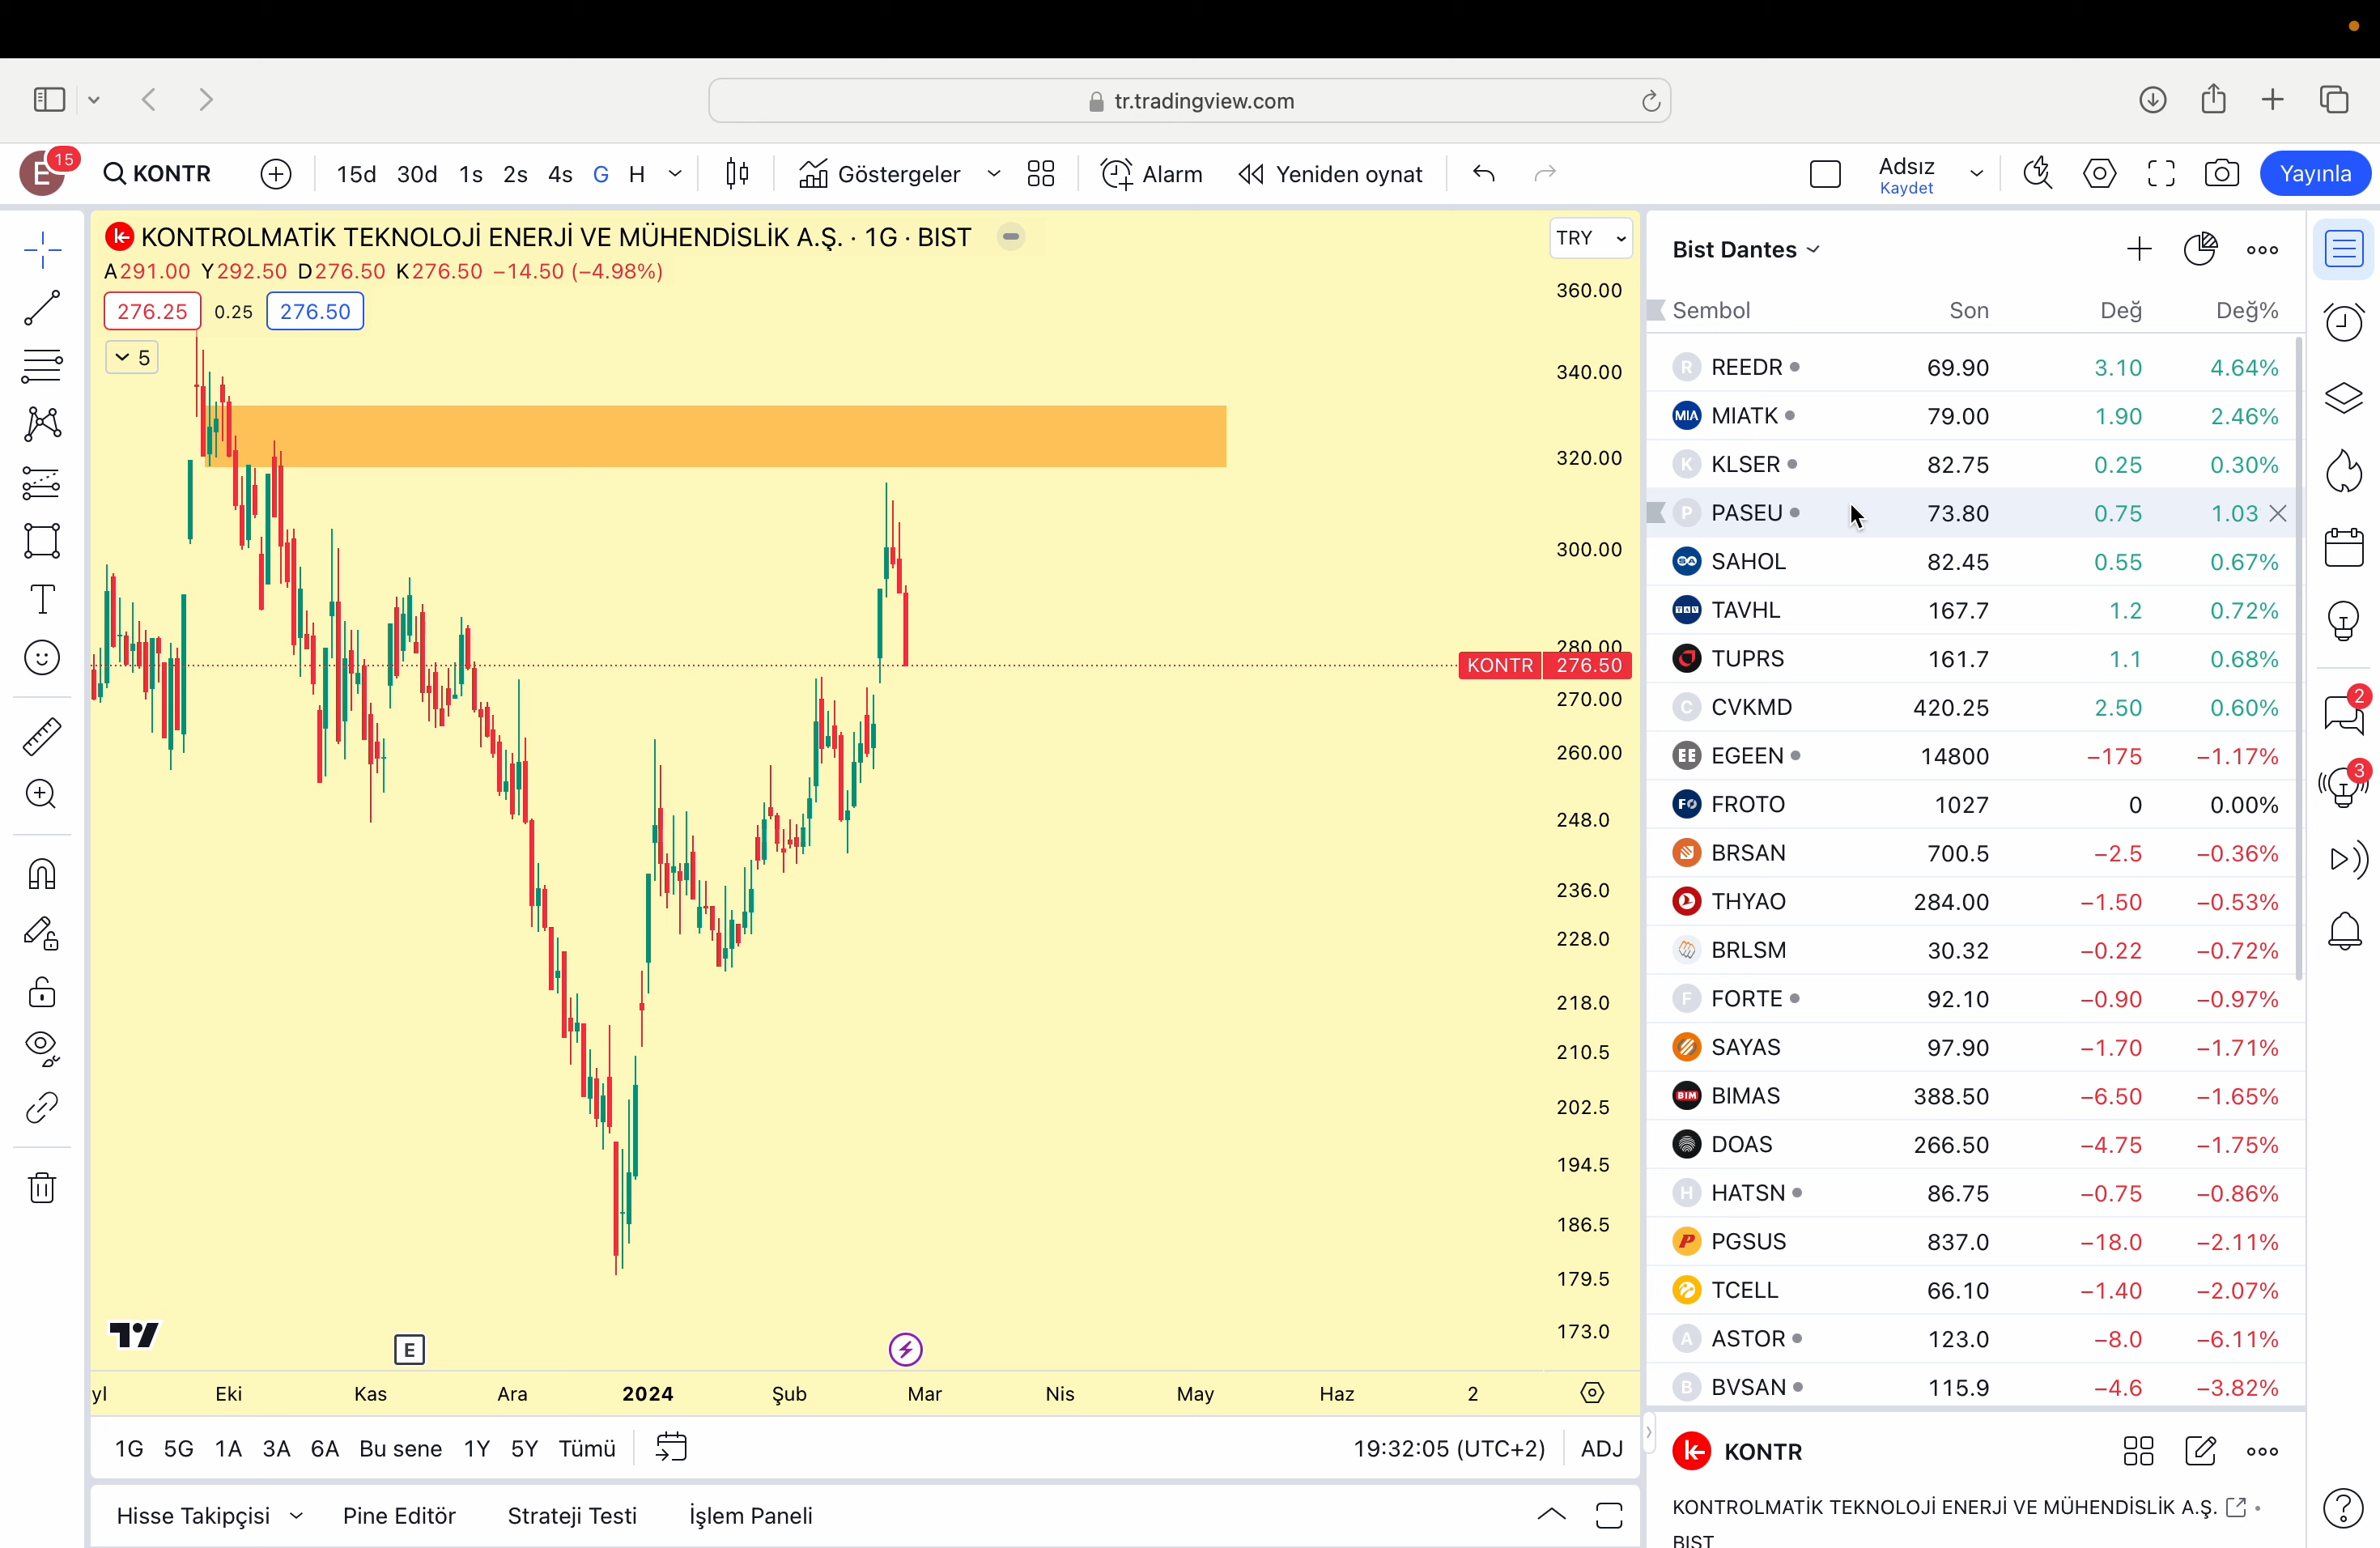 tr.tradingview.com
E 15 KONTR 15d 30d 1s 2s 4s G H Göstergeler Alarm Yeniden oynat Adsız Kaydet Yayınla
KONTROLMATİK TEKNOLOJİ ENERJİ VE MÜHENDİSLİK A.Ş. · 1G · BIST
TRY
A291.00 Y292.50 D276.50 K276.50 −14.50 (−4.98%)
276.25 0.25 276.50
5
360.00
340.00
320.00
300.00
280.00
KONTR 276.50
270.00
260.00
248.0
236.0
228.0
218.0
210.5
202.5
194.5
186.5
179.5
173.0
E
yl Eki Kas Ara 2024 Şub Mar Nis May Haz 2
1G 5G 1A 3A 6A Bu sene 1Y 5Y Tümü 19:32:05 (UTC+2) ADJ
Hisse Takipçisi Pine Editör Strateji Testi İşlem Paneli
Bist Dantes
Sembol Son Değ Değ%
R REEDR 69.90 3.10 4.64%
MIA MIATK 79.00 1.90 2.46%
K KLSER 82.75 0.25 0.30%
P PASEU 73.80 0.75 1.03
SA SAHOL 82.45 0.55 0.67%
TAV TAVHL 167.7 1.2 0.72%
TUPRS 161.7 1.1 0.68%
C CVKMD 420.25 2.50 0.60%
EE EGEEN 14800 −175 −1.17%
FO FROTO 1027 0 0.00%
BRSAN 700.5 −2.5 −0.36%
THYAO 284.00 −1.50 −0.53%
BRLSM 30.32 −0.22 −0.72%
F FORTE 92.10 −0.90 −0.97%
SAYAS 97.90 −1.70 −1.71%
BIM BIMAS 388.50 −6.50 −1.65%
DOAS 266.50 −4.75 −1.75%
H HATSN 86.75 −0.75 −0.86%
P PGSUS 837.0 −18.0 −2.11%
TCELL 66.10 −1.40 −2.07%
A ASTOR 123.0 −8.0 −6.11%
B BVSAN 115.9 −4.6 −3.82%
KONTR
KONTROLMATİK TEKNOLOJİ ENERJİ VE MÜHENDİSLİK A.Ş.
BIST
2
3